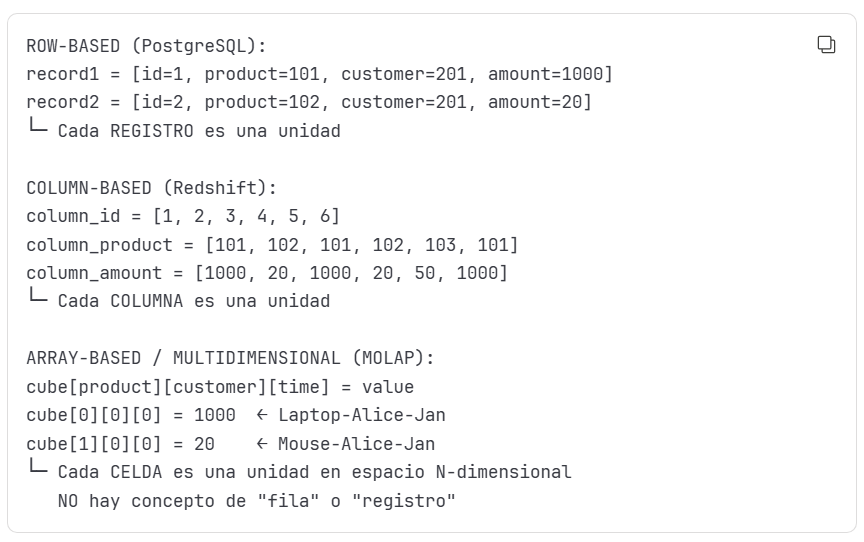 ROW-BASED (PostgreSQL):
record1 = [id=1, product=101, customer=201, amount=1000]
record2 = [id=2, product=102, customer=201, amount=20]
└─ Cada REGISTRO es una unidad
COLUMN-BASED (Redshift):
column_id = [1, 2, 3, 4, 5, 6]
column_product = [101, 102, 101, 102, 103, 101]
column_amount = [1000, 20, 1000, 20, 50, 1000]
└─ Cada COLUMNA es una unidad
ARRAY-BASED / MULTIDIMENSIONAL (MOLAP):
cube[product][customer][time] = value
cube[0][0][0] = 1000  ← Laptop-Alice-Jan
cube[1][0][0] = 20    ← Mouse-Alice-Jan
└─ Cada CELDA es una unidad en espacio N-dimensional
   NO hay concepto de "fila" o "registro"